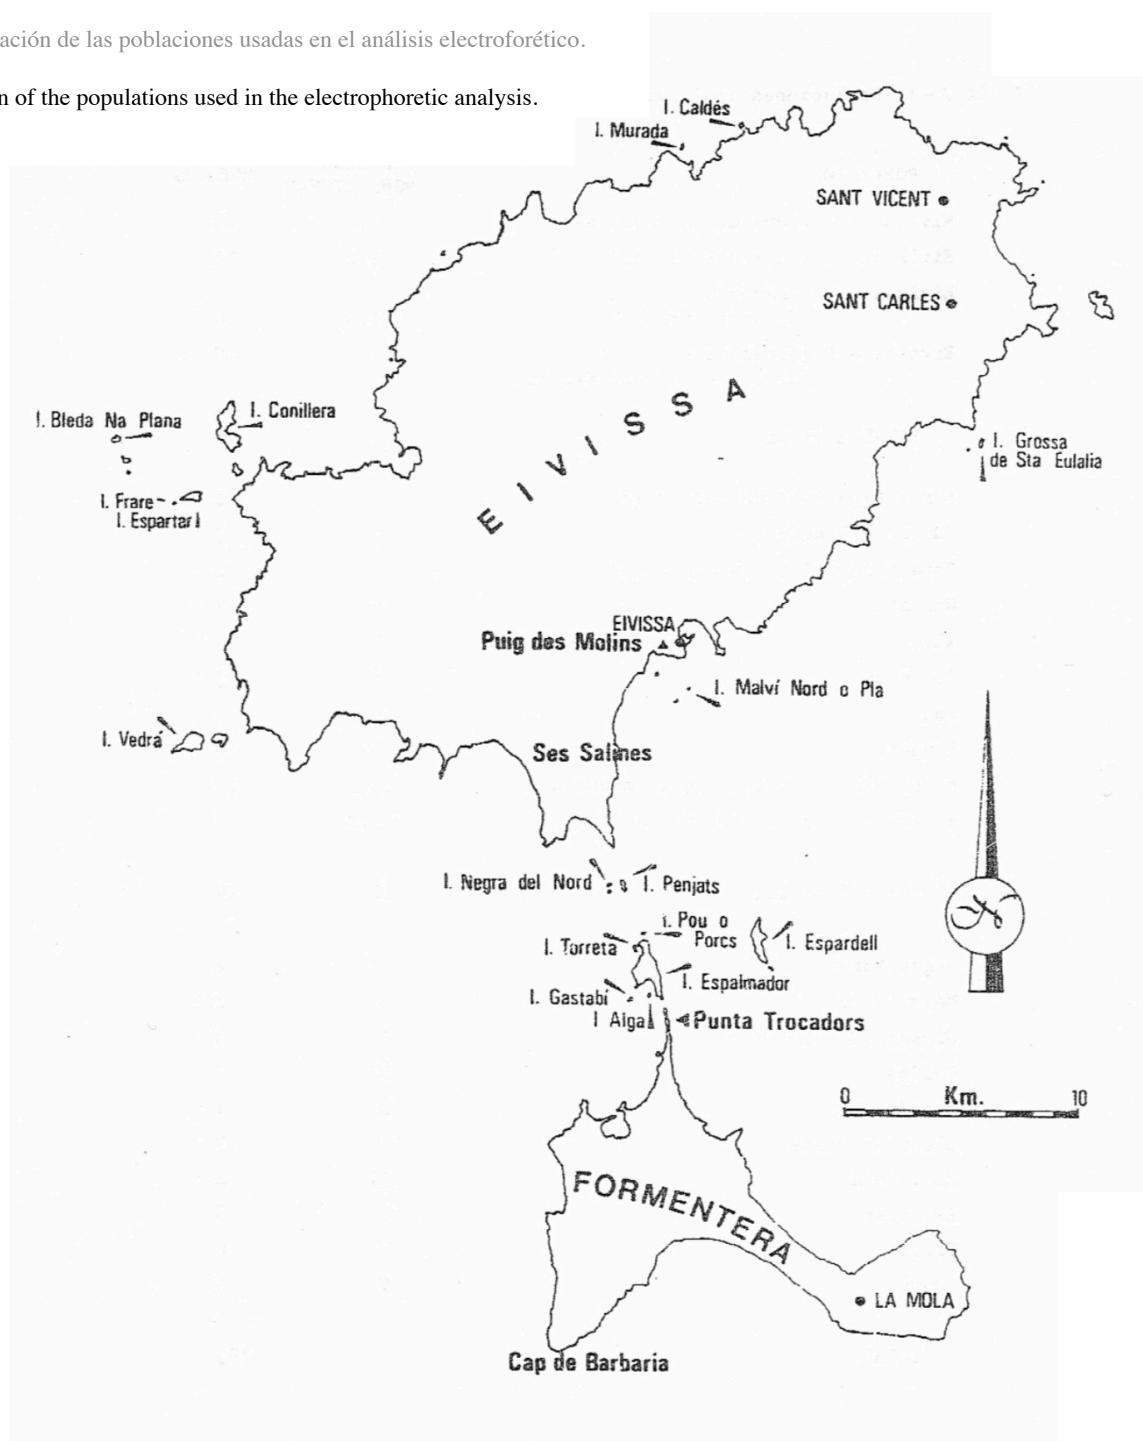 ación de las poblaciones usadas en el análisis electroforético.
n of the populations used in the electrophoretic analysis.
I. Caldés
I. Murada
SANT VICENT
SANT CARLES
EIVISSA
I. Bleda Na Plana
I. Conillera
I. Grossa
de Sta Eulalia
I. Frare
I. Espartar
EIVISSA
Puig des Molins
I. Malví Nord o Pla
I. Vedrá
Ses Salines
I. Negra del Nord
I. Penjats
i. Pou o
Porcs
I. Torreta
I. Espardell
I. Espalmador
I. Gastabí
I Aiga
Punta Trocadors
0 Km. 10
FORMENTERA
LA MOLA
Cap de Barbaria